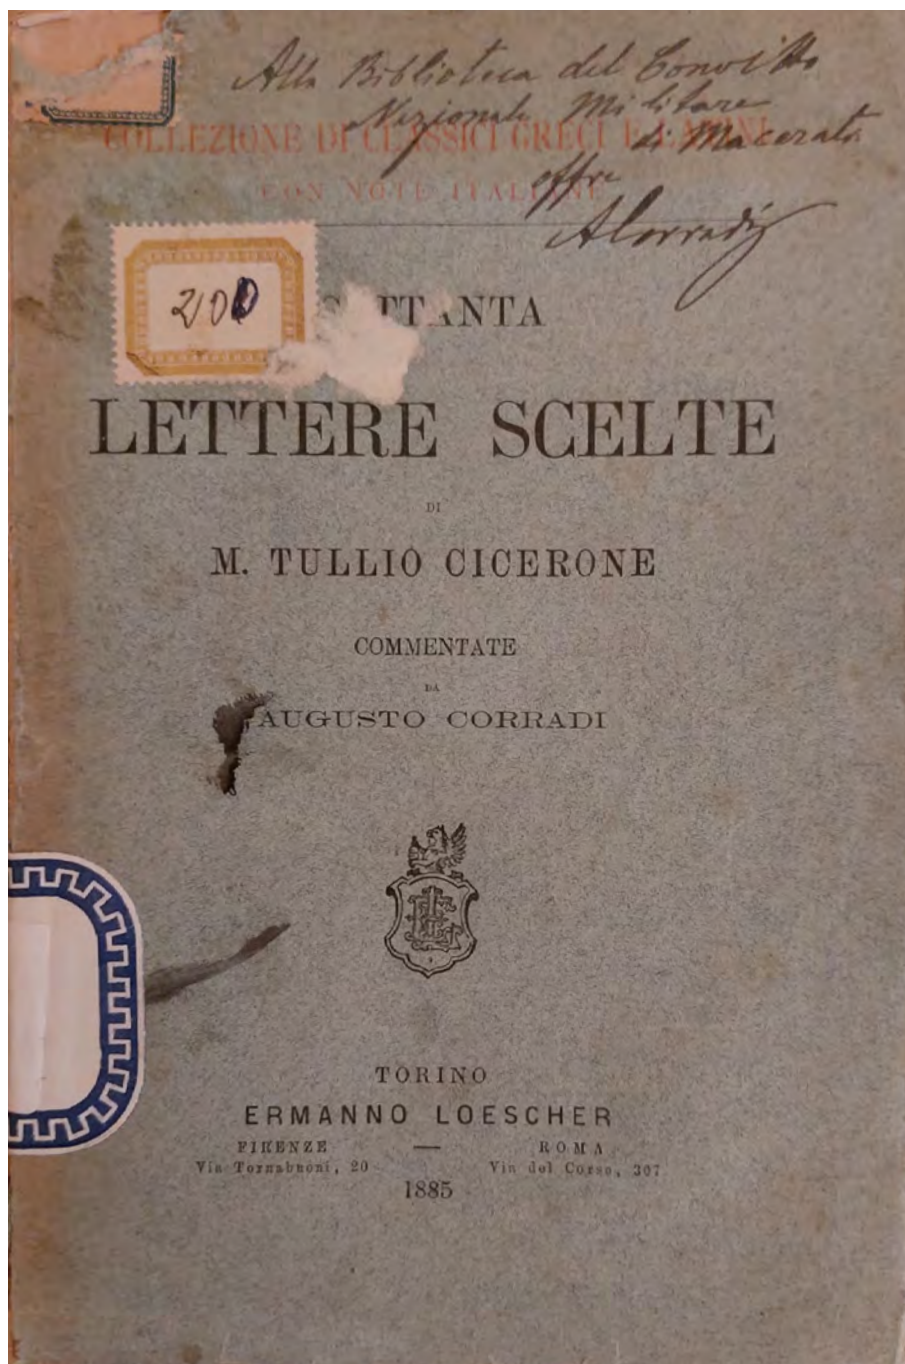 Alla Biblioteca del Convitto
Nazionale Militare
di Macerata
offre
ACorradi
COLLEZIONE DI CLASSICI GRECI E LATINI
CON NOTE ITALIANE
200
LETTERE SCELTE
DI
M. TULLIO CICERONE
COMMENTATE
DA
AUGUSTO CORRADI
TORINO
ERMANNO LOESCHER
FIRENZE — ROMA
Via Tornabuoni, 20 Via del Corso, 307
1885